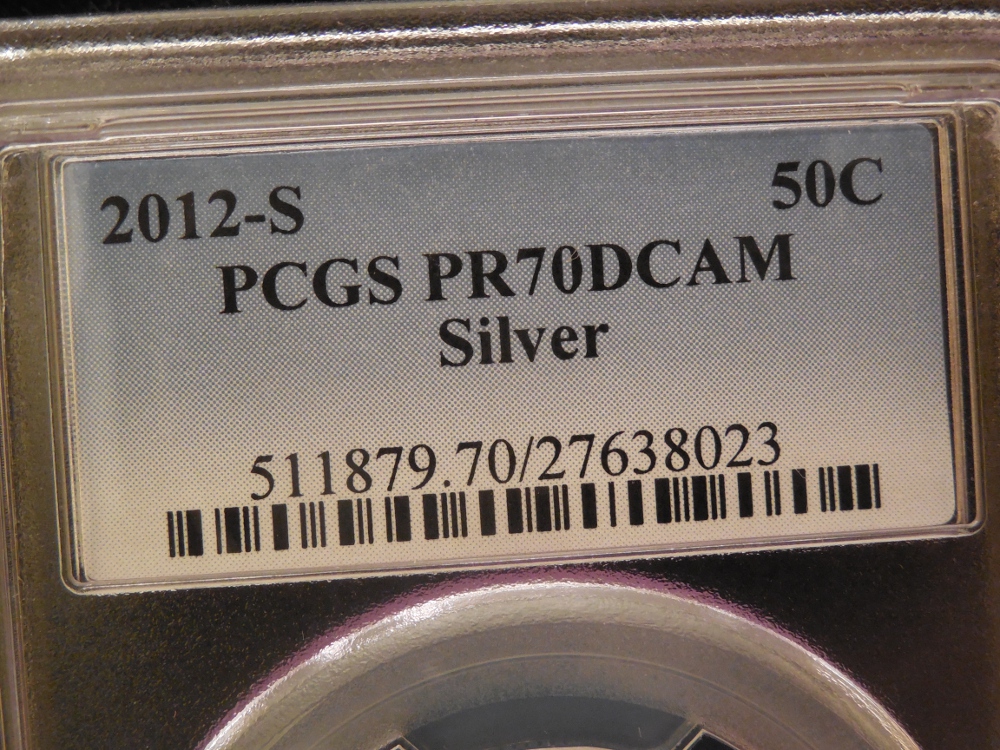 2012-S 50C
PCGS PR70DCAM
Silver
511879.70/27638023